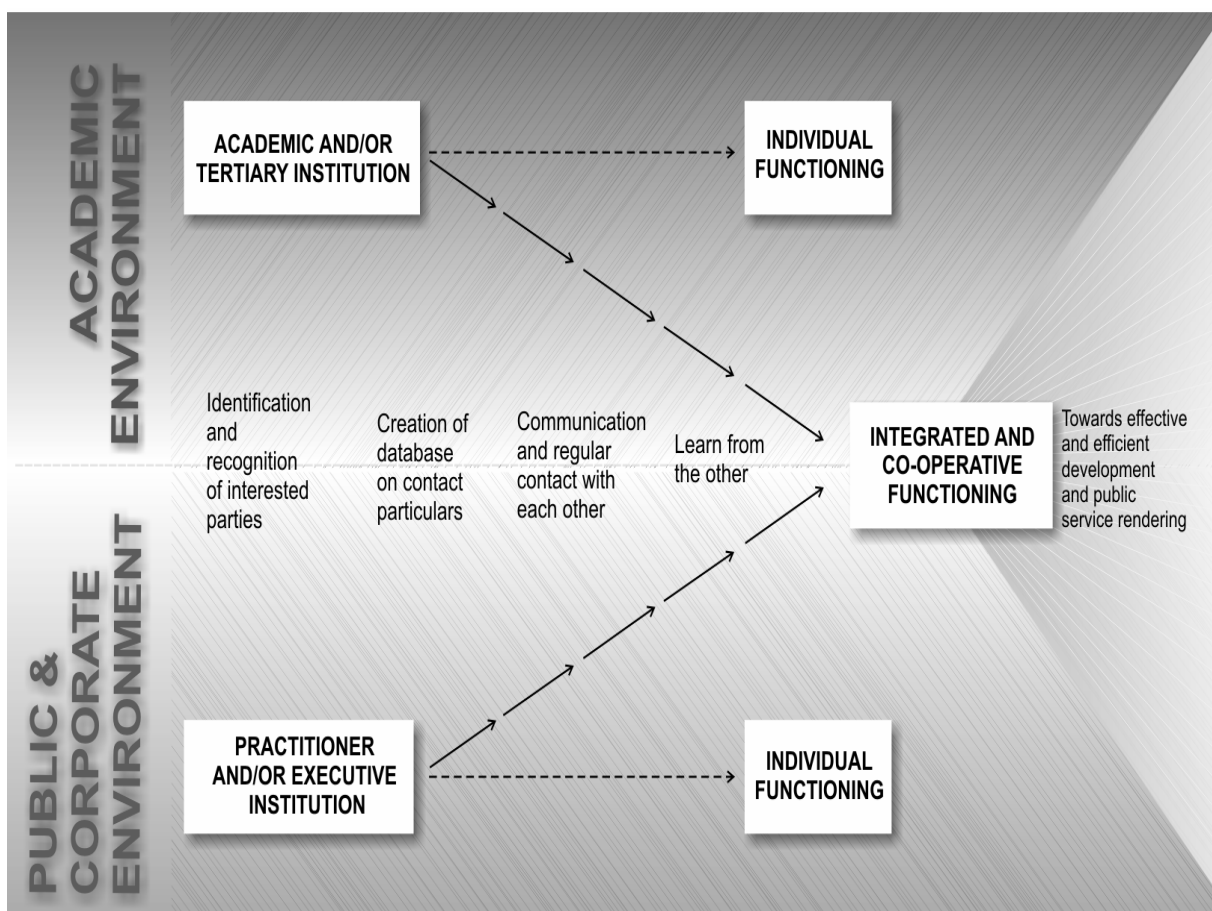 ACADEMIC
ENVIRONMENT
ACADEMIC AND/OR
TERTIARY INSTITUTION
INDIVIDUAL
FUNCTIONING
Identification
and
recognition
of interested
parties
Creation of
database
on contact
particulars
Communication
and regular
contact with
each other
Learn from
the other
INTEGRATED AND
CO-OPERATIVE
FUNCTIONING
Towards effective
and efficient
development
and public
service rendering
PUBLIC &
CORPORATE
ENVIRONMENT
PRACTITIONER
AND/OR EXECUTIVE
INSTITUTION
INDIVIDUAL
FUNCTIONING